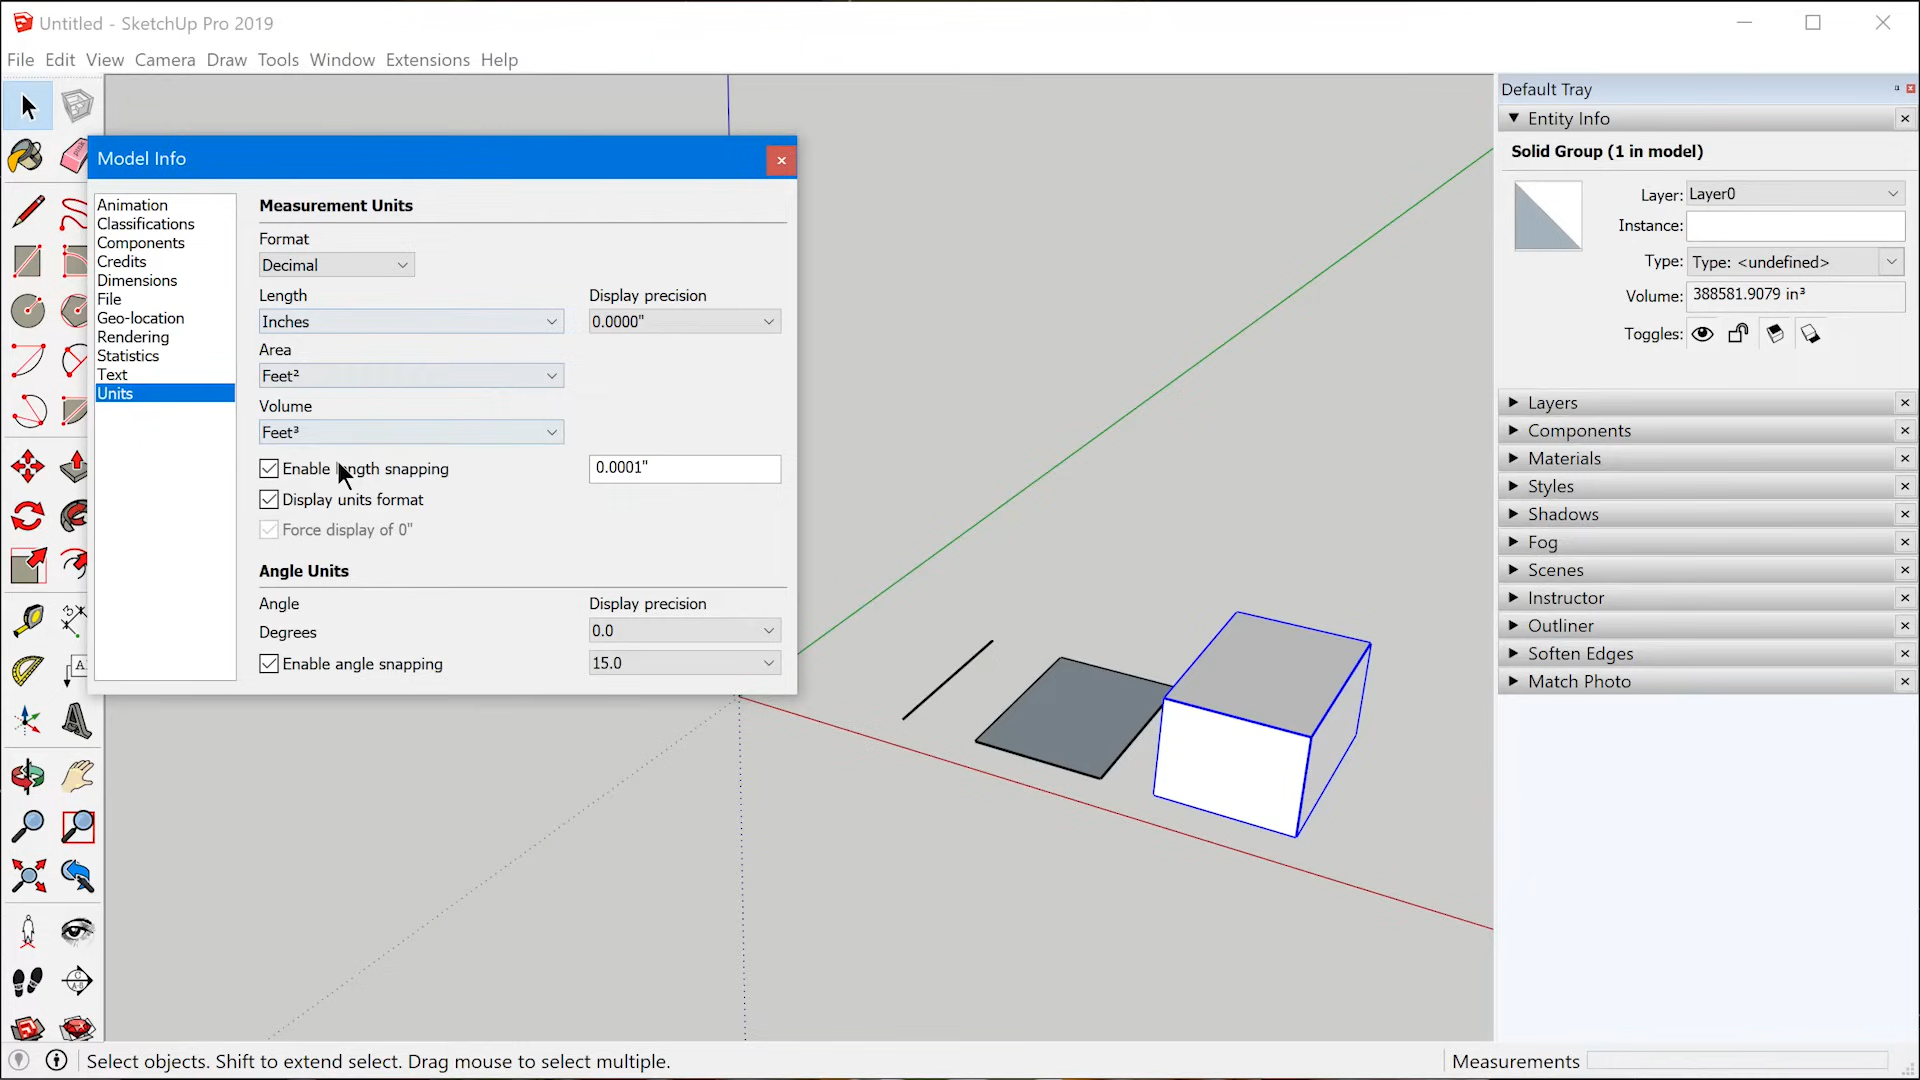 Untitled - SketchUp Pro 2019
File Edit View Camera Draw Tools Window Extensions Help
Model Info
Animation
Classifications
Components
Credits
Dimensions
File
Geo-location
Rendering
Statistics
Text
Units
Measurement Units
Format
Decimal
Length
Display precision
Inches
0.0000"
Area
Feet²
Volume
Feet³
Enable length snapping
0.0001"
Display units format
Force display of 0"
Angle Units
Angle
Display precision
Degrees
0.0
Enable angle snapping
15.0
Default Tray
Entity Info
Solid Group (1 in model)
Layer: Layer0
Instance:
Type: Type: <undefined>
Volume: 388581.9079 in³
Toggles:
Layers
Components
Materials
Styles
Shadows
Fog
Scenes
Instructor
Outliner
Soften Edges
Match Photo
Select objects. Shift to extend select. Drag mouse to select multiple.
Measurements